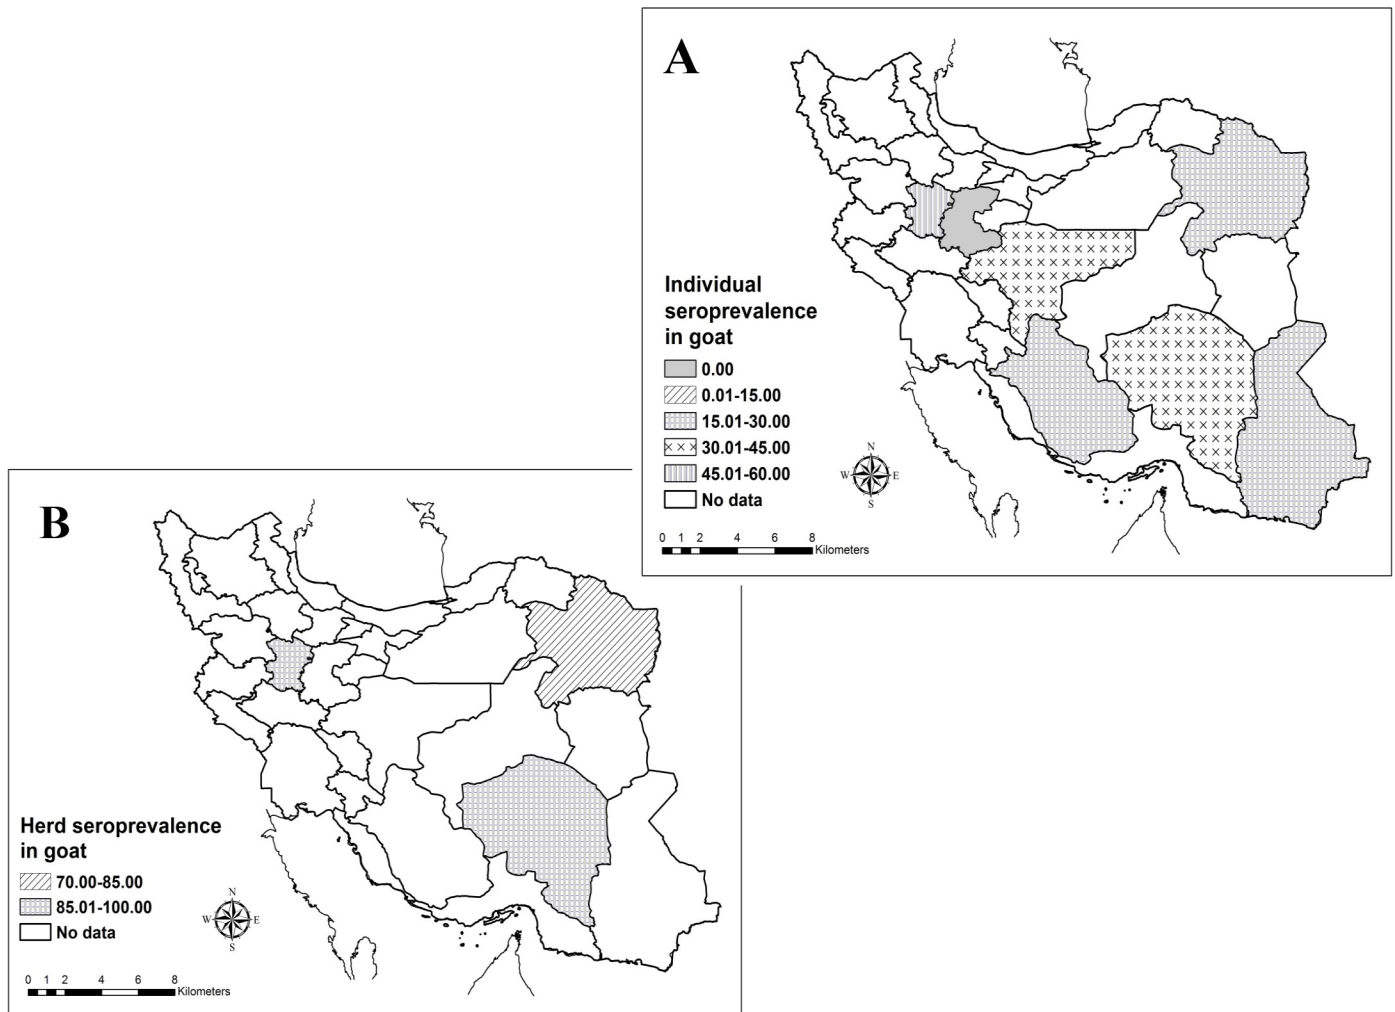 A
Individual
seroprevalence
in goat
0.00
0.01-15.00
15.01-30.00
30.01-45.00
45.01-60.00
No data
N
W E
S
0 1 2 4 6 8
Kilometers
B
Herd seroprevalence
in goat
70.00-85.00
85.01-100.00
No data
N
W E
S
0 1 2 4 6 8
Kilometers